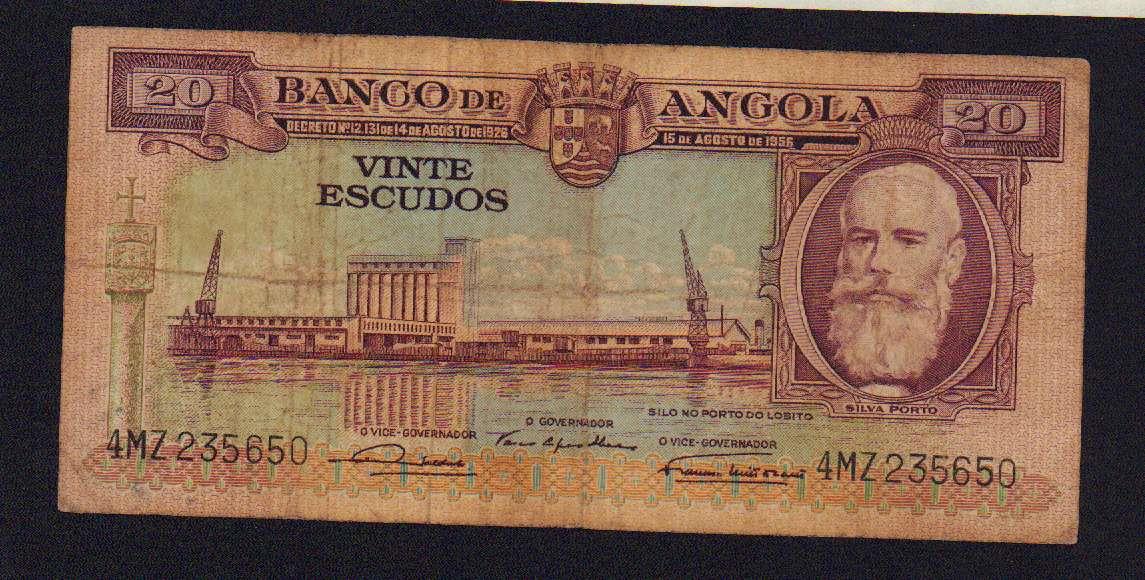 20 BANCO DE ANGOLA 20
DECRETO Nº 12.131 DE 14 DE AGOSTO DE 1926
15 DE AGOSTO DE 1956
VINTE
ESCUDOS
SILVA PORTO
SILO NO PORTO DO LOBITO
O VICE-GOVERNADOR
O GOVERNADOR
O VICE-GOVERNADOR
4MZ 235650
4MZ 235650